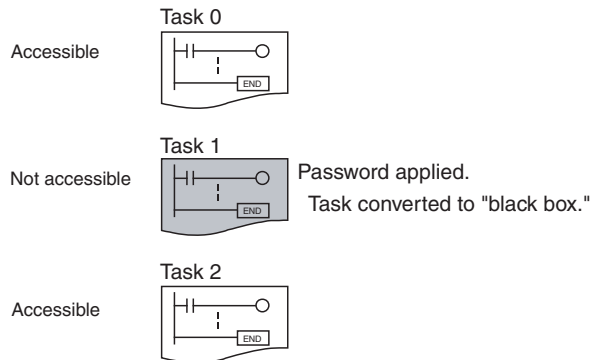 Task 0
Accessible
END
Task 1
Not accessible
Password applied.
Task converted to "black box."
END
Task 2
Accessible
END